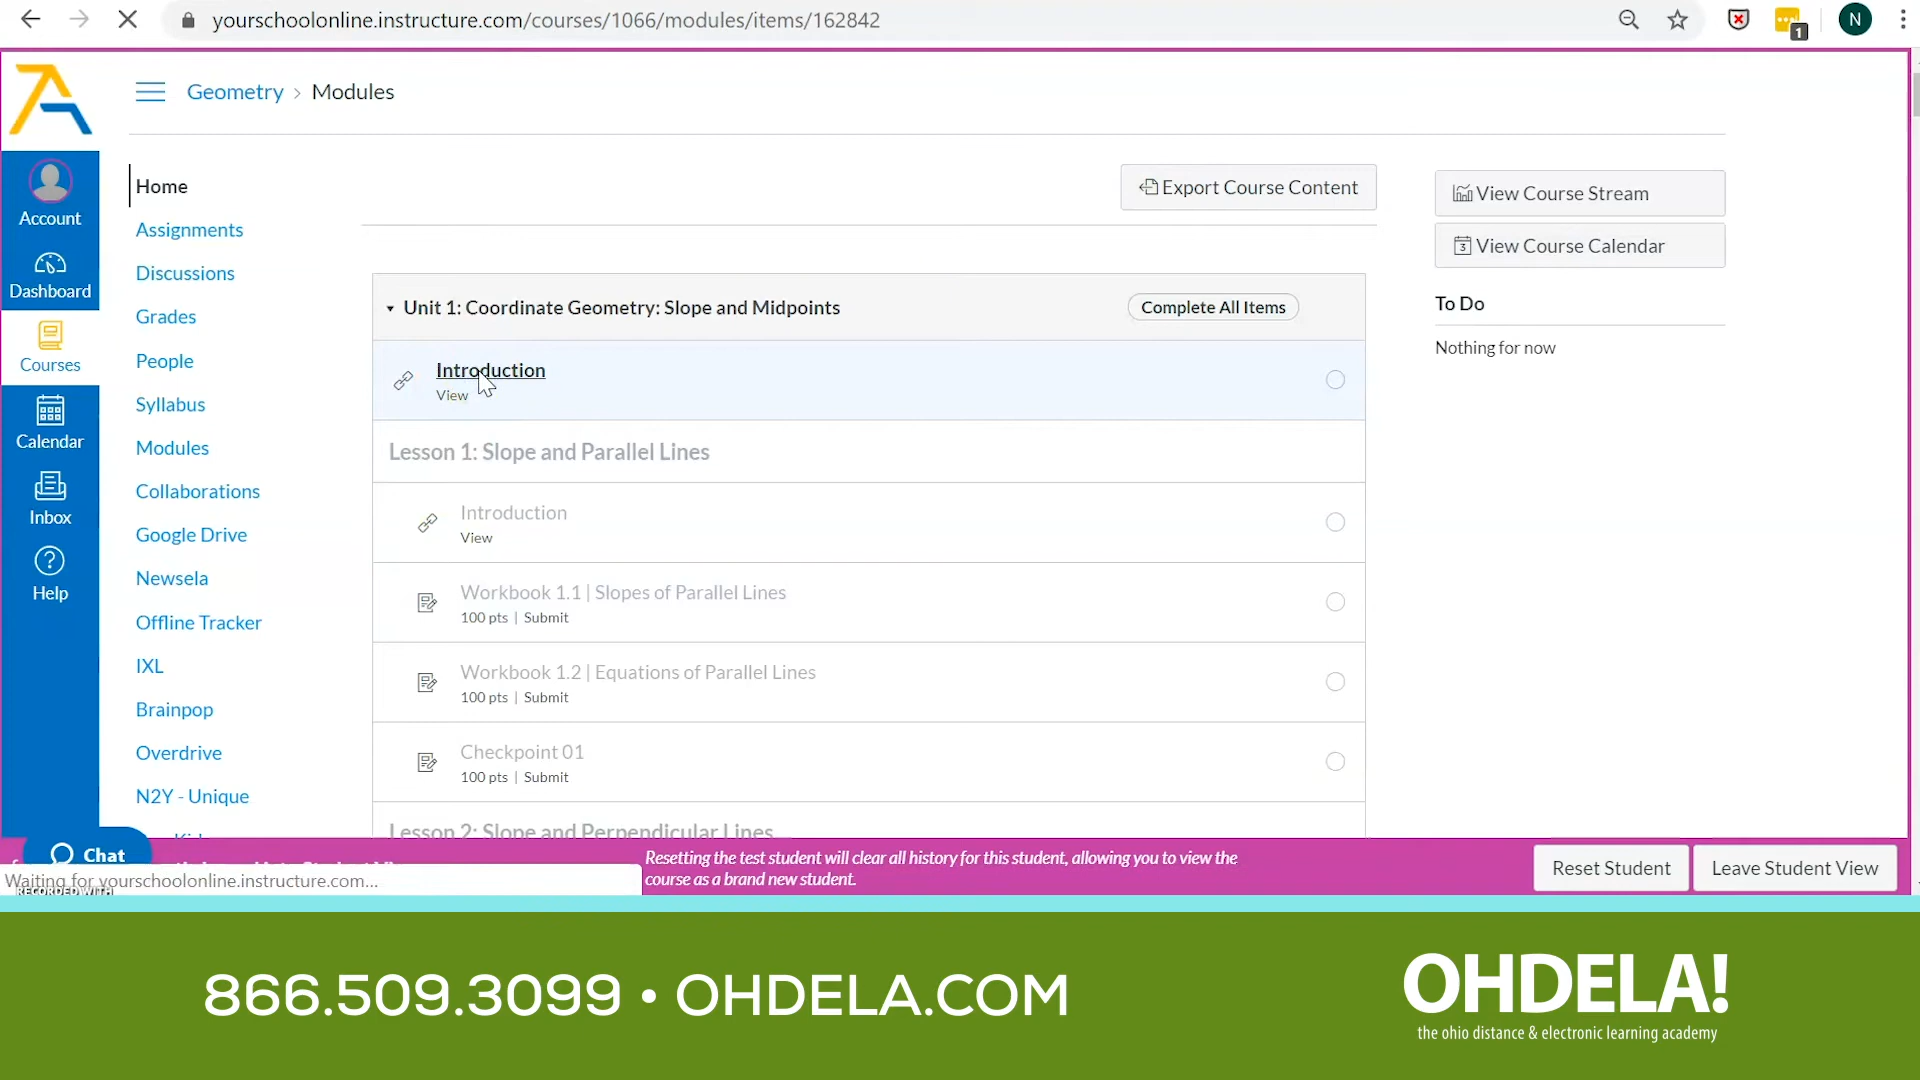 yourschoolonline.instructure.com/courses/1066/modules/items/162842
1
N
Geometry > Modules
Account
Dashboard
Courses
Calendar
Inbox
Help
Home
Assignments
Discussions
Grades
People
Syllabus
Modules
Collaborations
Google Drive
Newsela
Offline Tracker
IXL
Brainpop
Overdrive
N2Y - Unique
Export Course Content
Unit 1: Coordinate Geometry: Slope and Midpoints
Complete All Items
Introduction
View
Lesson 1: Slope and Parallel Lines
Introduction
View
Workbook 1.1 | Slopes of Parallel Lines
100 pts | Submit
Workbook 1.2 | Equations of Parallel Lines
100 pts | Submit
Checkpoint 01
100 pts | Submit
Lesson 2: Slope and Perpendicular Lines
View Course Stream
3 View Course Calendar
To Do
Nothing for now
Chat
Waiting for yourschoolonline.instructure.com...
RECORDED WITH
Resetting the test student will clear all history for this student, allowing you to view the
course as a brand new student.
Reset Student
Leave Student View
866.509.3099 • OHDELA.COM
OHDELA!
the ohio distance & electronic learning academy